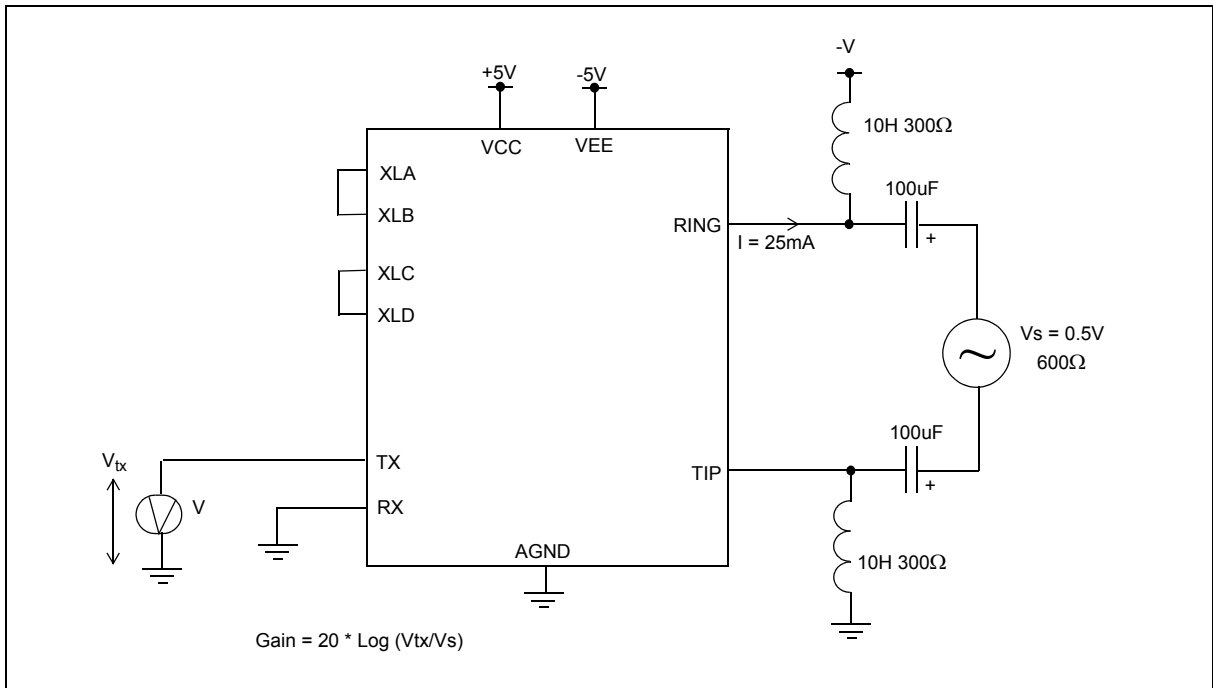 -V
+5V
-5V
10H 300Ω
VCC
VEE
XLA
100uF
XLB
RING
+
I = 25mA
XLC
XLD
Vs = 0.5V
600Ω
100uF
Vtx
TX
TIP
+
V
RX
AGND
10H 300Ω
Gain = 20 * Log (Vtx/Vs)